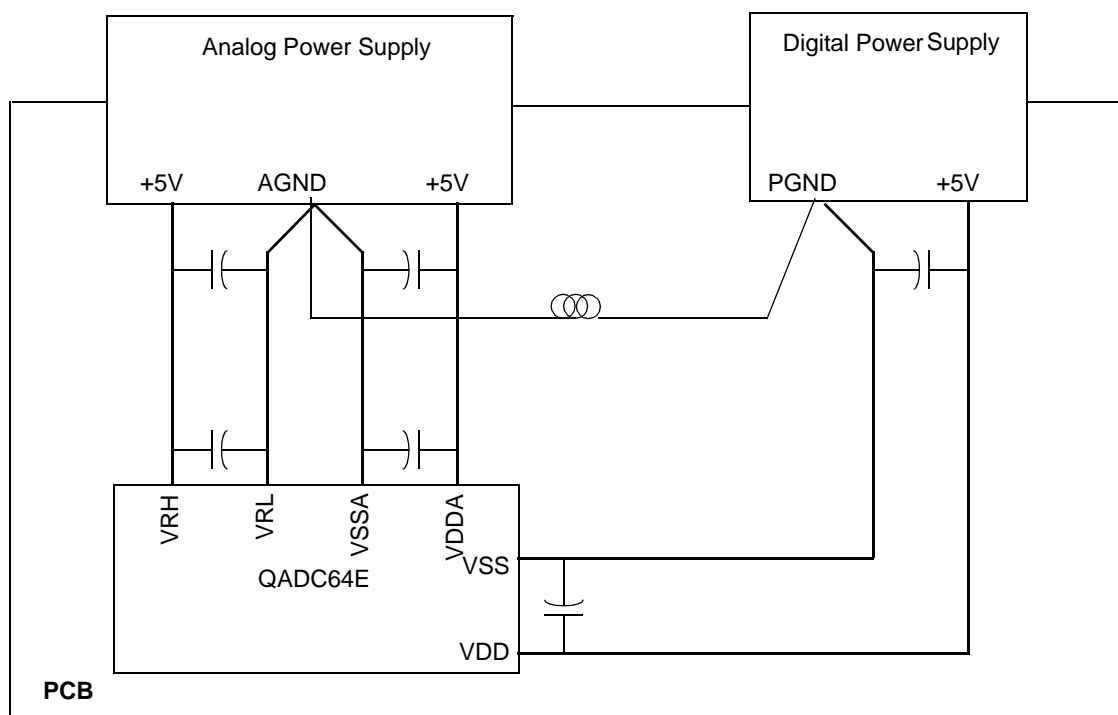 Analog Power Supply
Digital Power Supply
+5V AGND +5V
PGND +5V
VRH
VRL
VSSA
VDDA
VSS
QADC64E
VDD
PCB